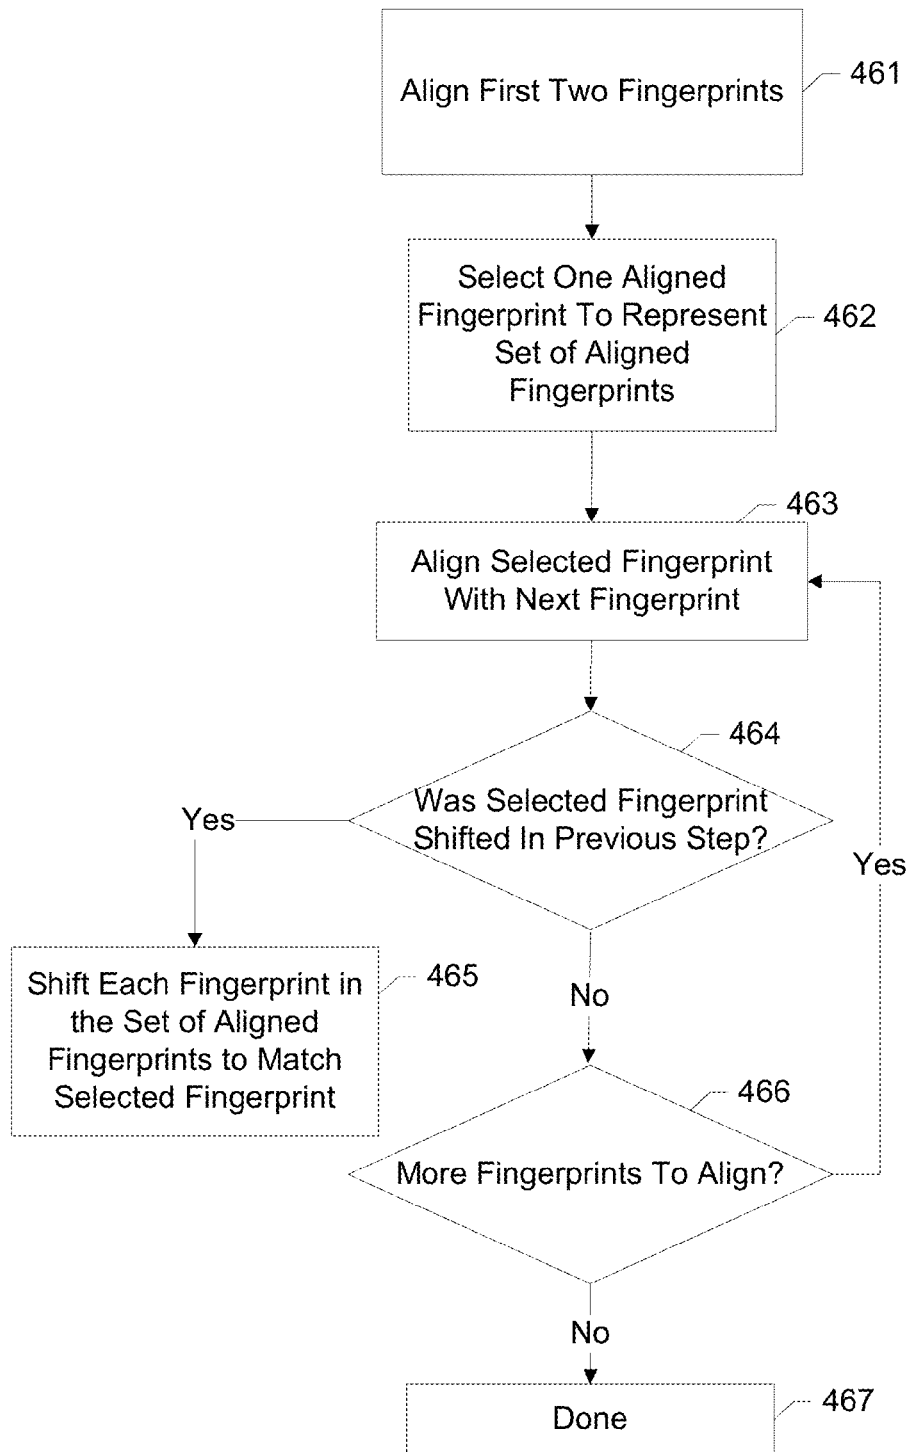 Align First Two Fingerprints
461
Select One Aligned
Fingerprint To Represent
Set of Aligned
Fingerprints
462
463
Align Selected Fingerprint
With Next Fingerprint
464
Was Selected Fingerprint
Shifted In Previous Step?
Yes
Yes
Shift Each Fingerprint in
the Set of Aligned
Fingerprints to Match
Selected Fingerprint
465
No
466
More Fingerprints To Align?
No
Done
467